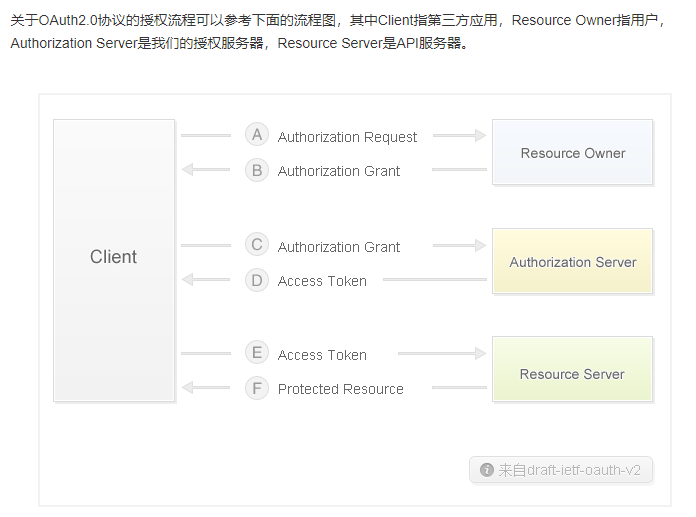 关于OAuth2.0协议的授权流程可以参考下面的流程图，其中Client指第三方应用，Resource Owner指用户，
Authorization Server是我们的授权服务器，Resource Server是API服务器。
Client
A Authorization Request
Resource Owner
B Authorization Grant
C Authorization Grant
Authorization Server
D Access Token
E Access Token
Resource Server
F Protected Resource
i 来自draft-ietf-oauth-v2